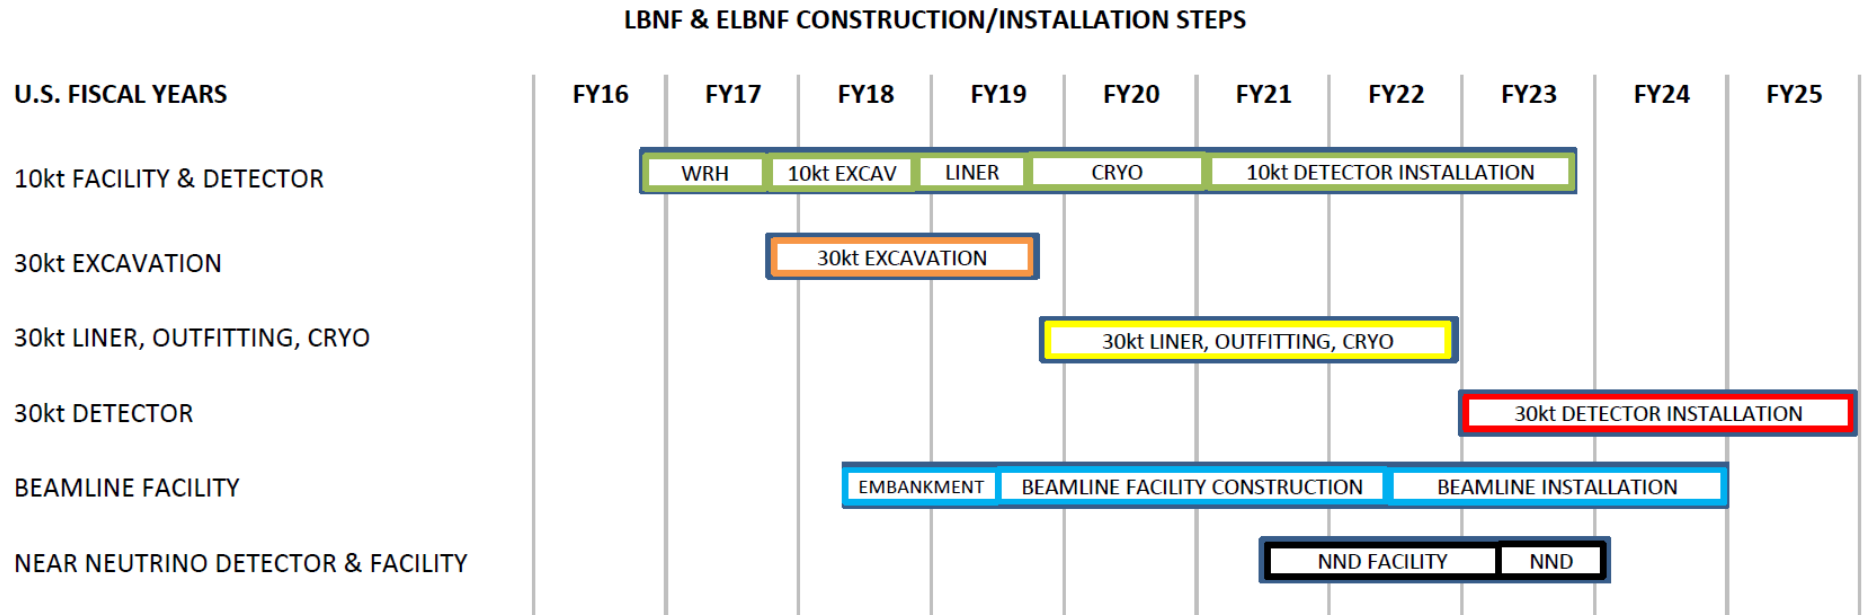 LBNF & ELBNF CONSTRUCTION/INSTALLATION STEPS
U.S. FISCAL YEARS FY16 FY17 FY18 FY19 FY20 FY21 FY22 FY23 FY24 FY25
10kt FACILITY & DETECTOR WRH 10kt EXCAV LINER CRYO 10kt DETECTOR INSTALLATION
30kt EXCAVATION 30kt EXCAVATION
30kt LINER, OUTFITTING, CRYO 30kt LINER, OUTFITTING, CRYO
30kt DETECTOR 30kt DETECTOR INSTALLATION
BEAMLINE FACILITY EMBANKMENT BEAMLINE FACILITY CONSTRUCTION BEAMLINE INSTALLATION
NEAR NEUTRINO DETECTOR & FACILITY NND FACILITY NND